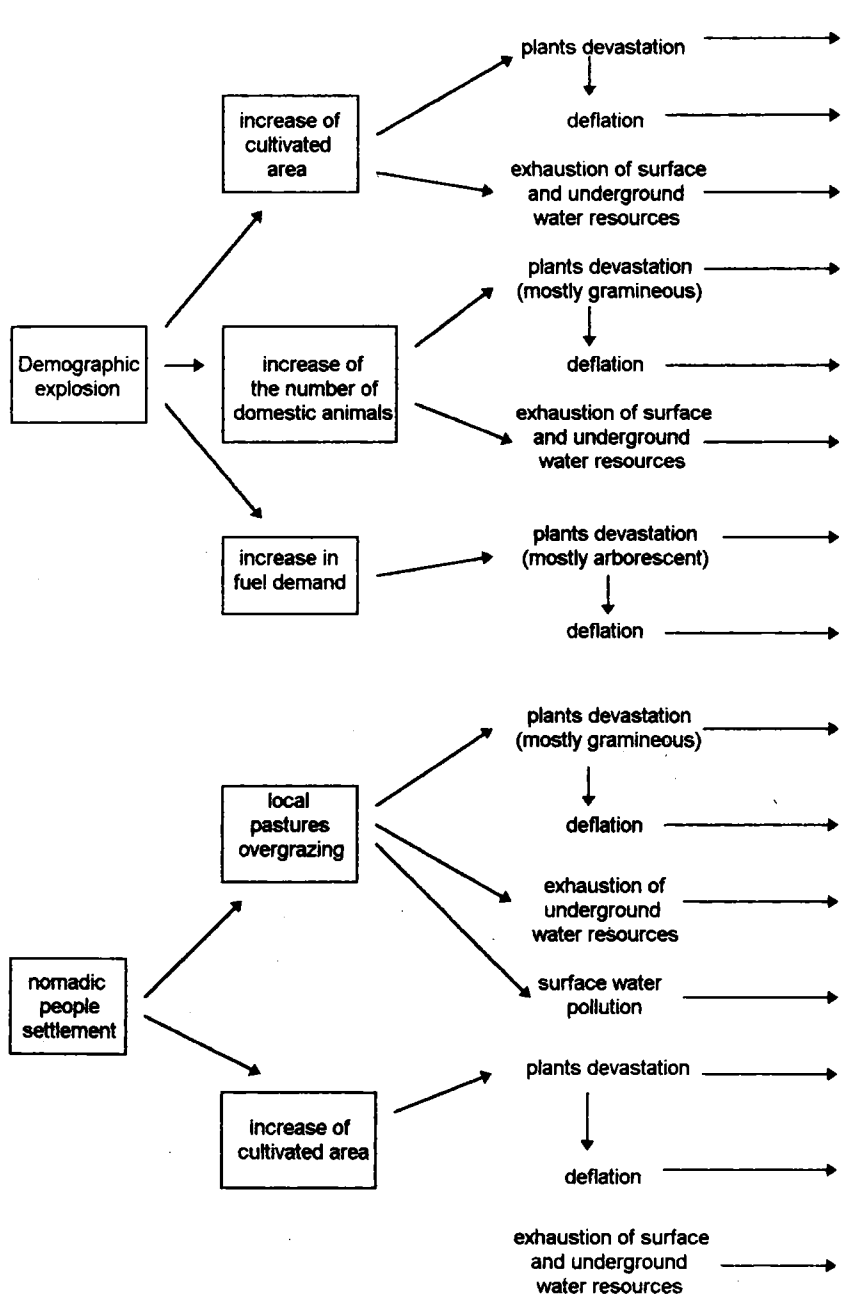 plants devastation
deflation
increase of
cultivated
area
exhaustion of surface
and underground
water resources
plants devastation
(mostly gramineous)
Demographic
explosion
increase of
the number of
domestic animals
deflation
exhaustion of surface
and underground
water resources
increase in
fuel demand
plants devastation
(mostly arborescent)
deflation
plants devastation
(mostly gramineous)
local
pastures
overgrazing
deflation
exhaustion of
underground
water resources
nomadic
people
settlement
surface water
pollution
plants devastation
increase of
cultivated area
deflation
exhaustion of surface
and underground
water resources